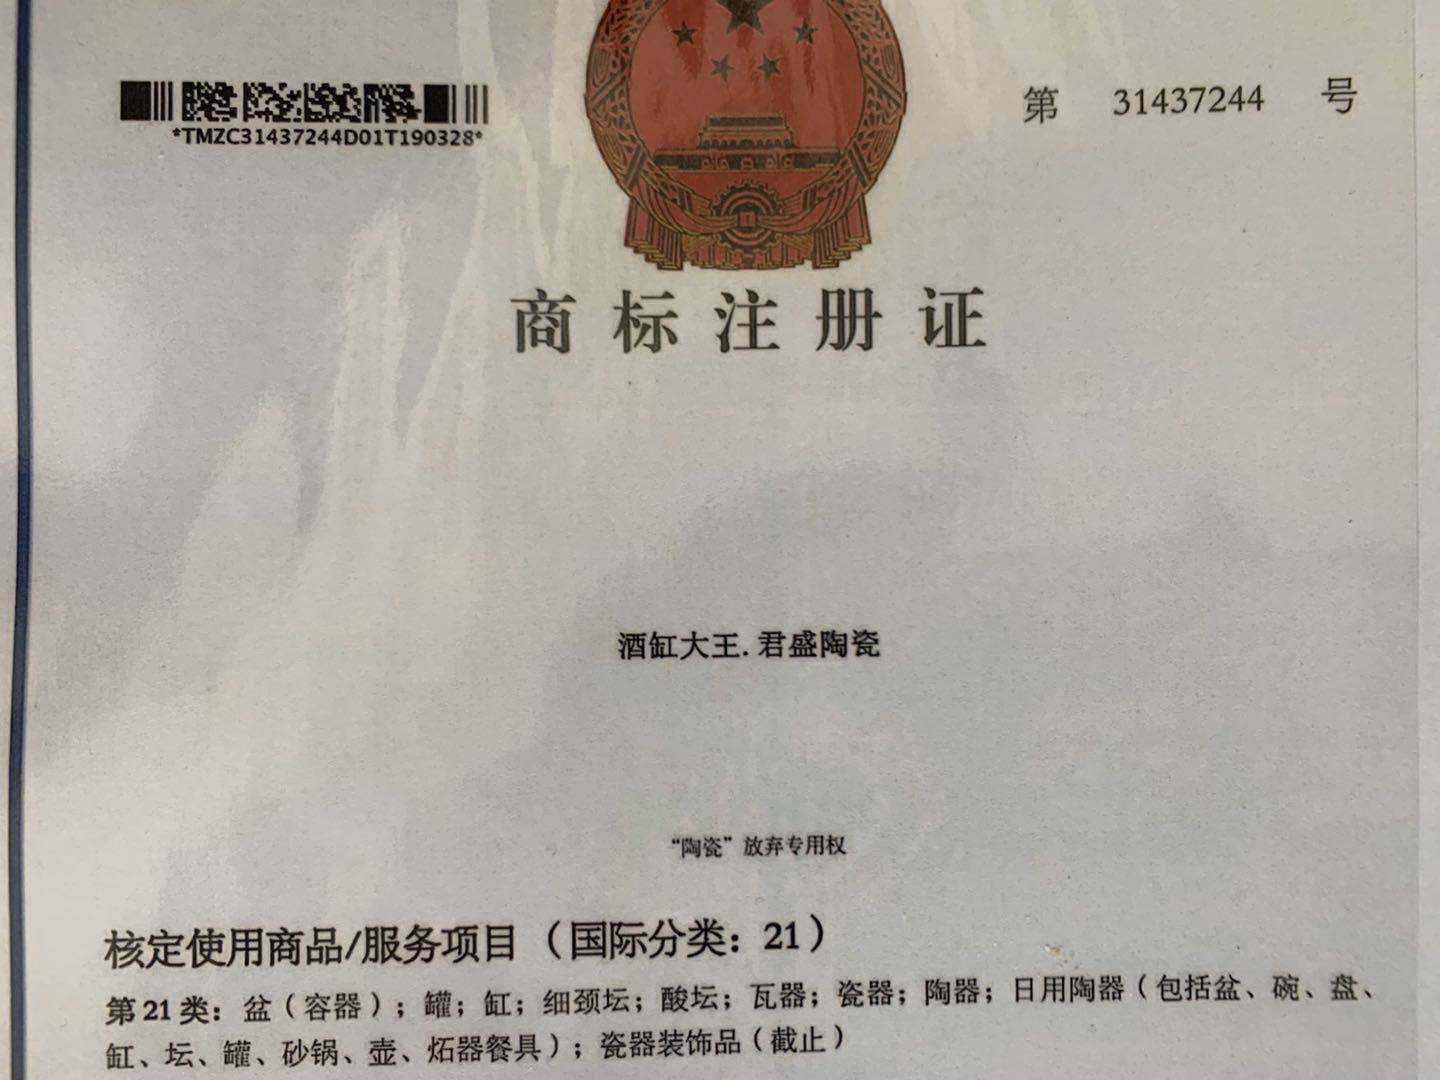 第 31437244 号
*TMZC31437244D01T190328*
商标注册证
酒缸大王.君盛陶瓷
“陶瓷”放弃专用权
核定使用商品/服务项目（国际分类：21）
第21类：盆（容器）；罐；缸；细颈坛；酸坛；瓦器；瓷器；陶器；日用陶器（包括盆、碗、盘、
缸、坛、罐、砂锅、壶、炻器餐具）；瓷器装饰品（截止）